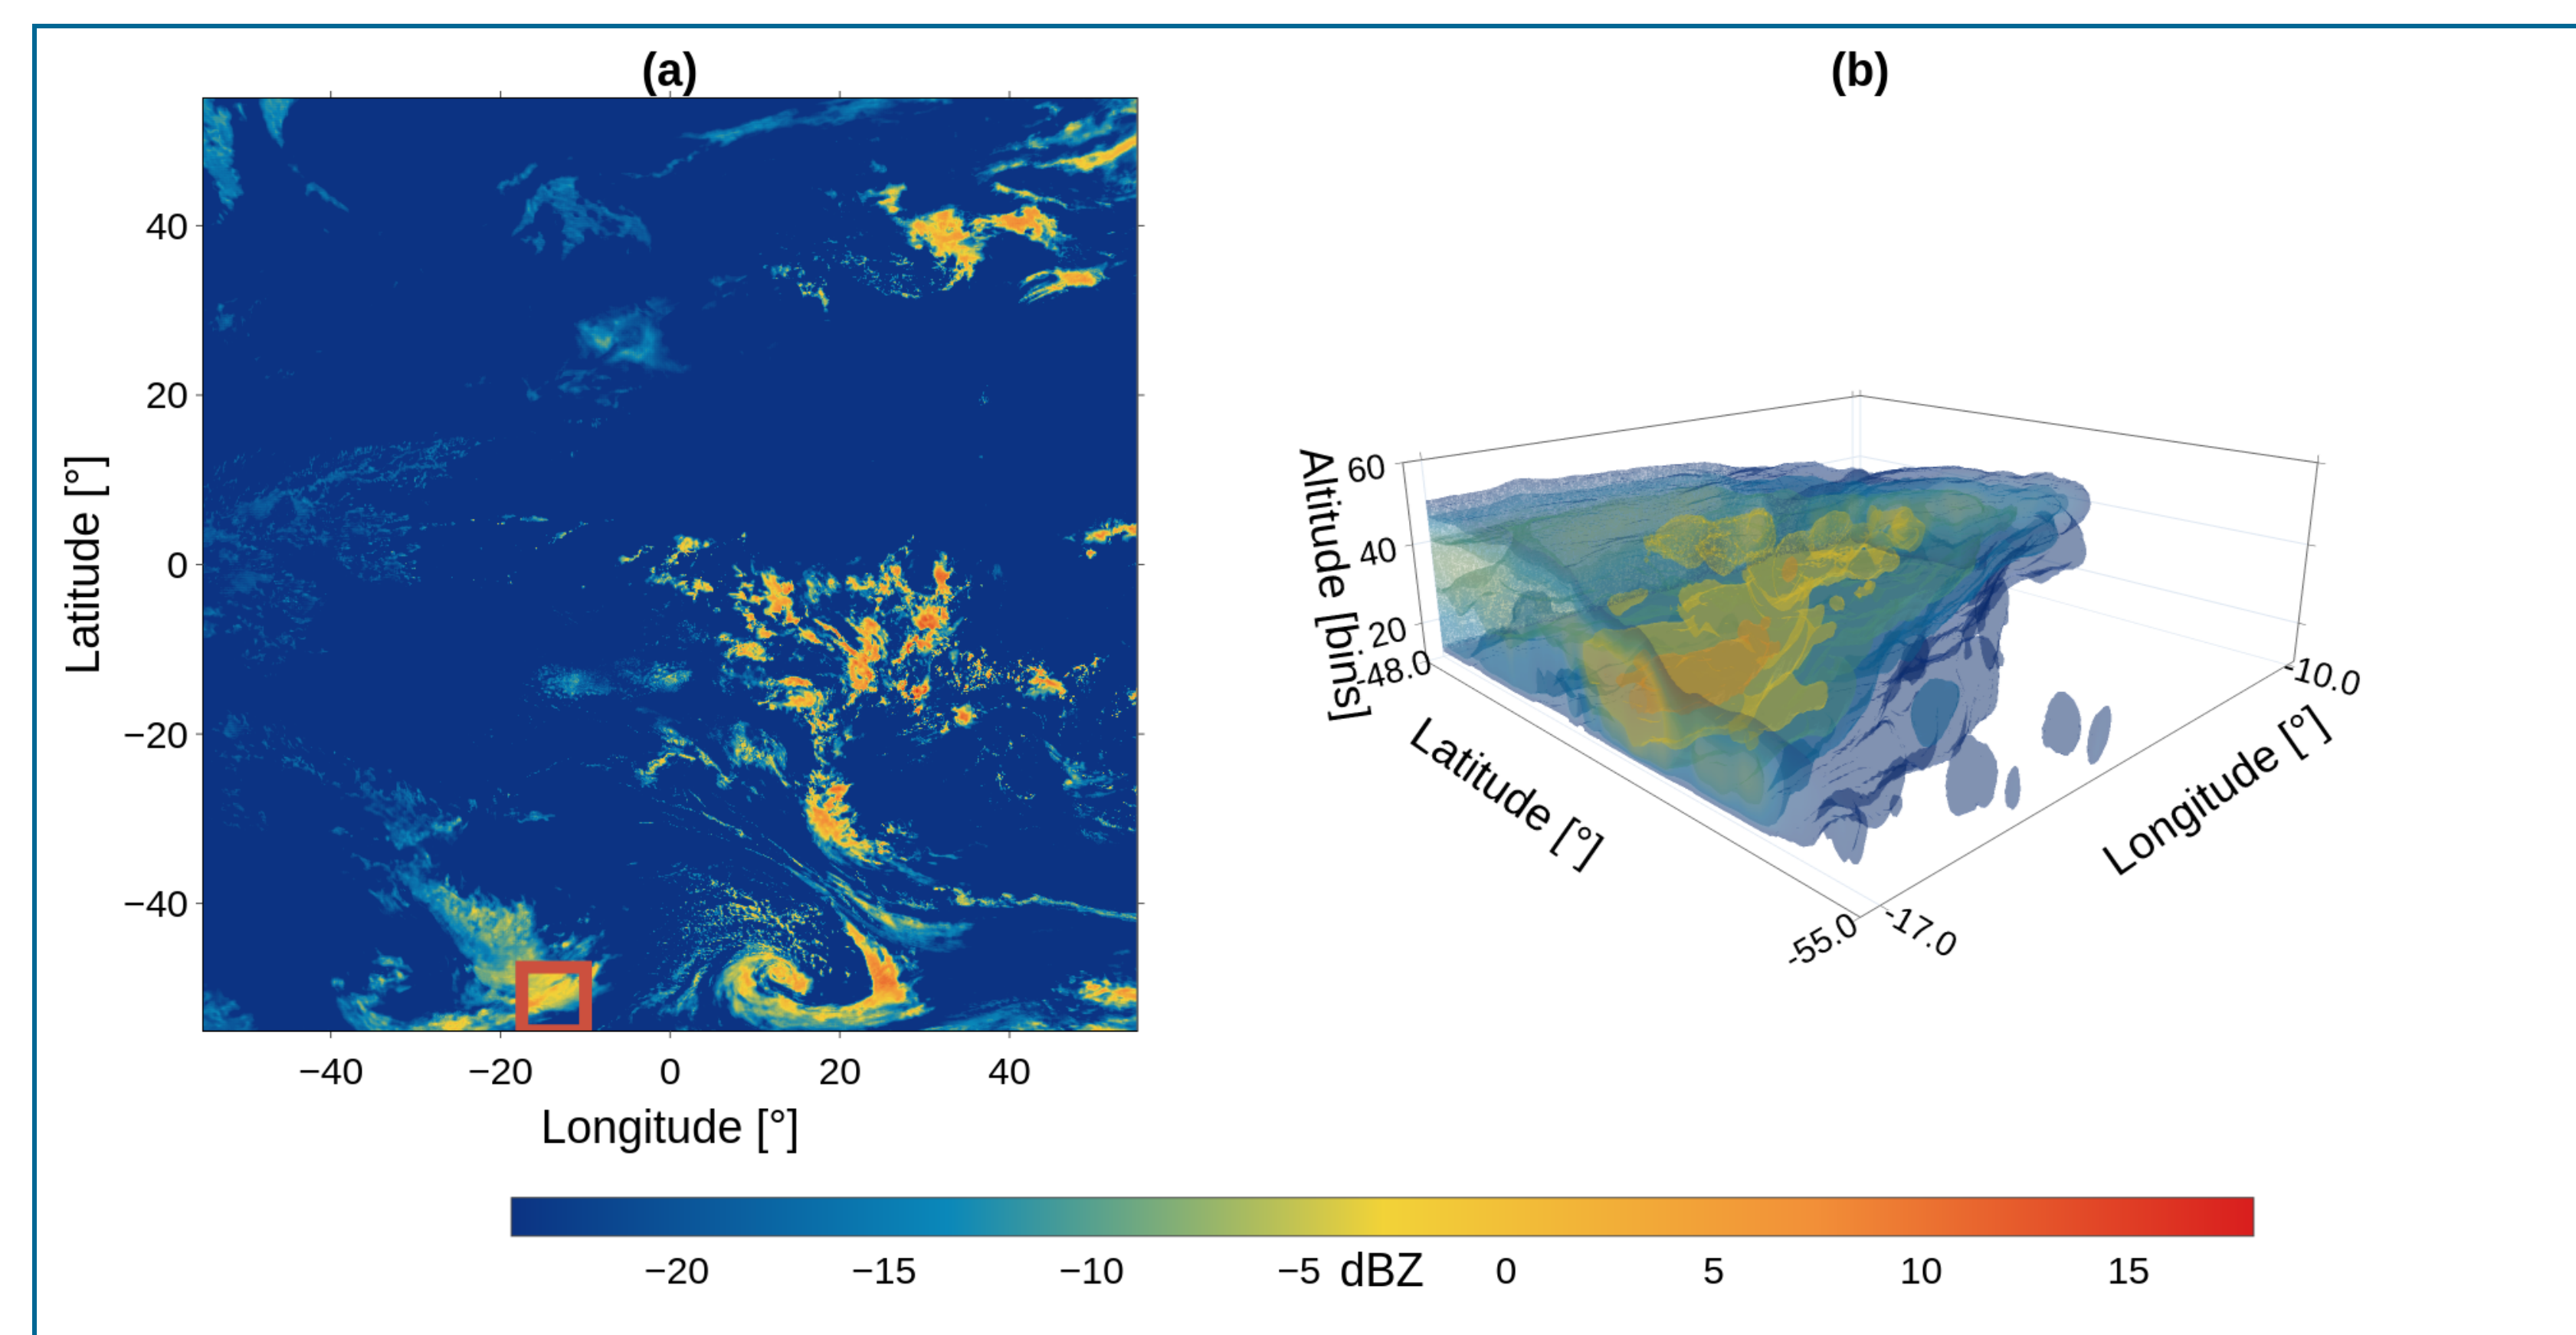 (a)
(b)
40
20
0
−20
−40
Latitude [°]
−40 −20 0 20 40
Longitude [°]
Altitude [bins]
60
40
20
-48.0
Latitude [°]
-55.0
-17.0
Longitude [°]
-10.0
−20 −15 −10 −5 dBZ 0 5 10 15